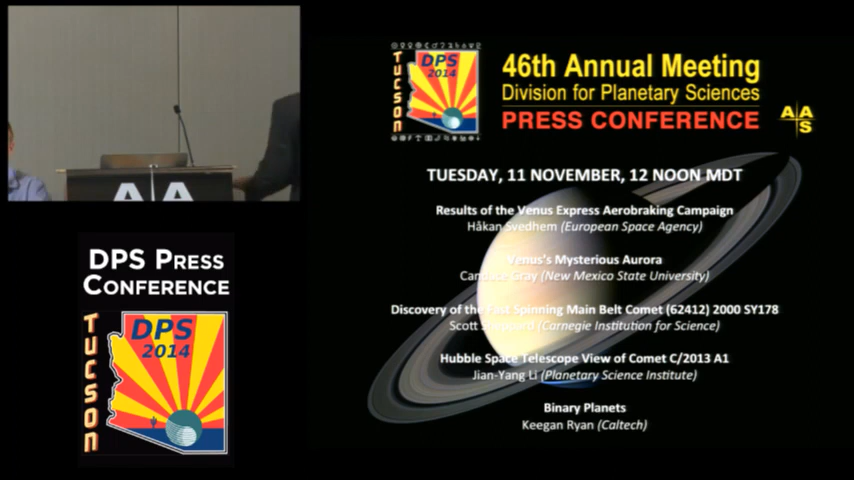 TUCSON
DPS
2014
46th Annual Meeting
Division for Planetary Sciences
PRESS CONFERENCE
AAS
TUESDAY, 11 NOVEMBER, 12 NOON MDT
Results of the Venus Express Aerobraking Campaign
Håkan Svedhem (European Space Agency)
Venus's Mysterious Aurora
Candace Gray (New Mexico State University)
Discovery of the Fast Spinning Main Belt Comet (62412) 2000 SY178
Scott Sheppard (Carnegie Institution for Science)
Hubble Space Telescope View of Comet C/2013 A1
Jian-Yang Li (Planetary Science Institute)
Binary Planets
Keegan Ryan (Caltech)
AA
DPS PRESS
CONFERENCE
TUCSON
DPS
2014